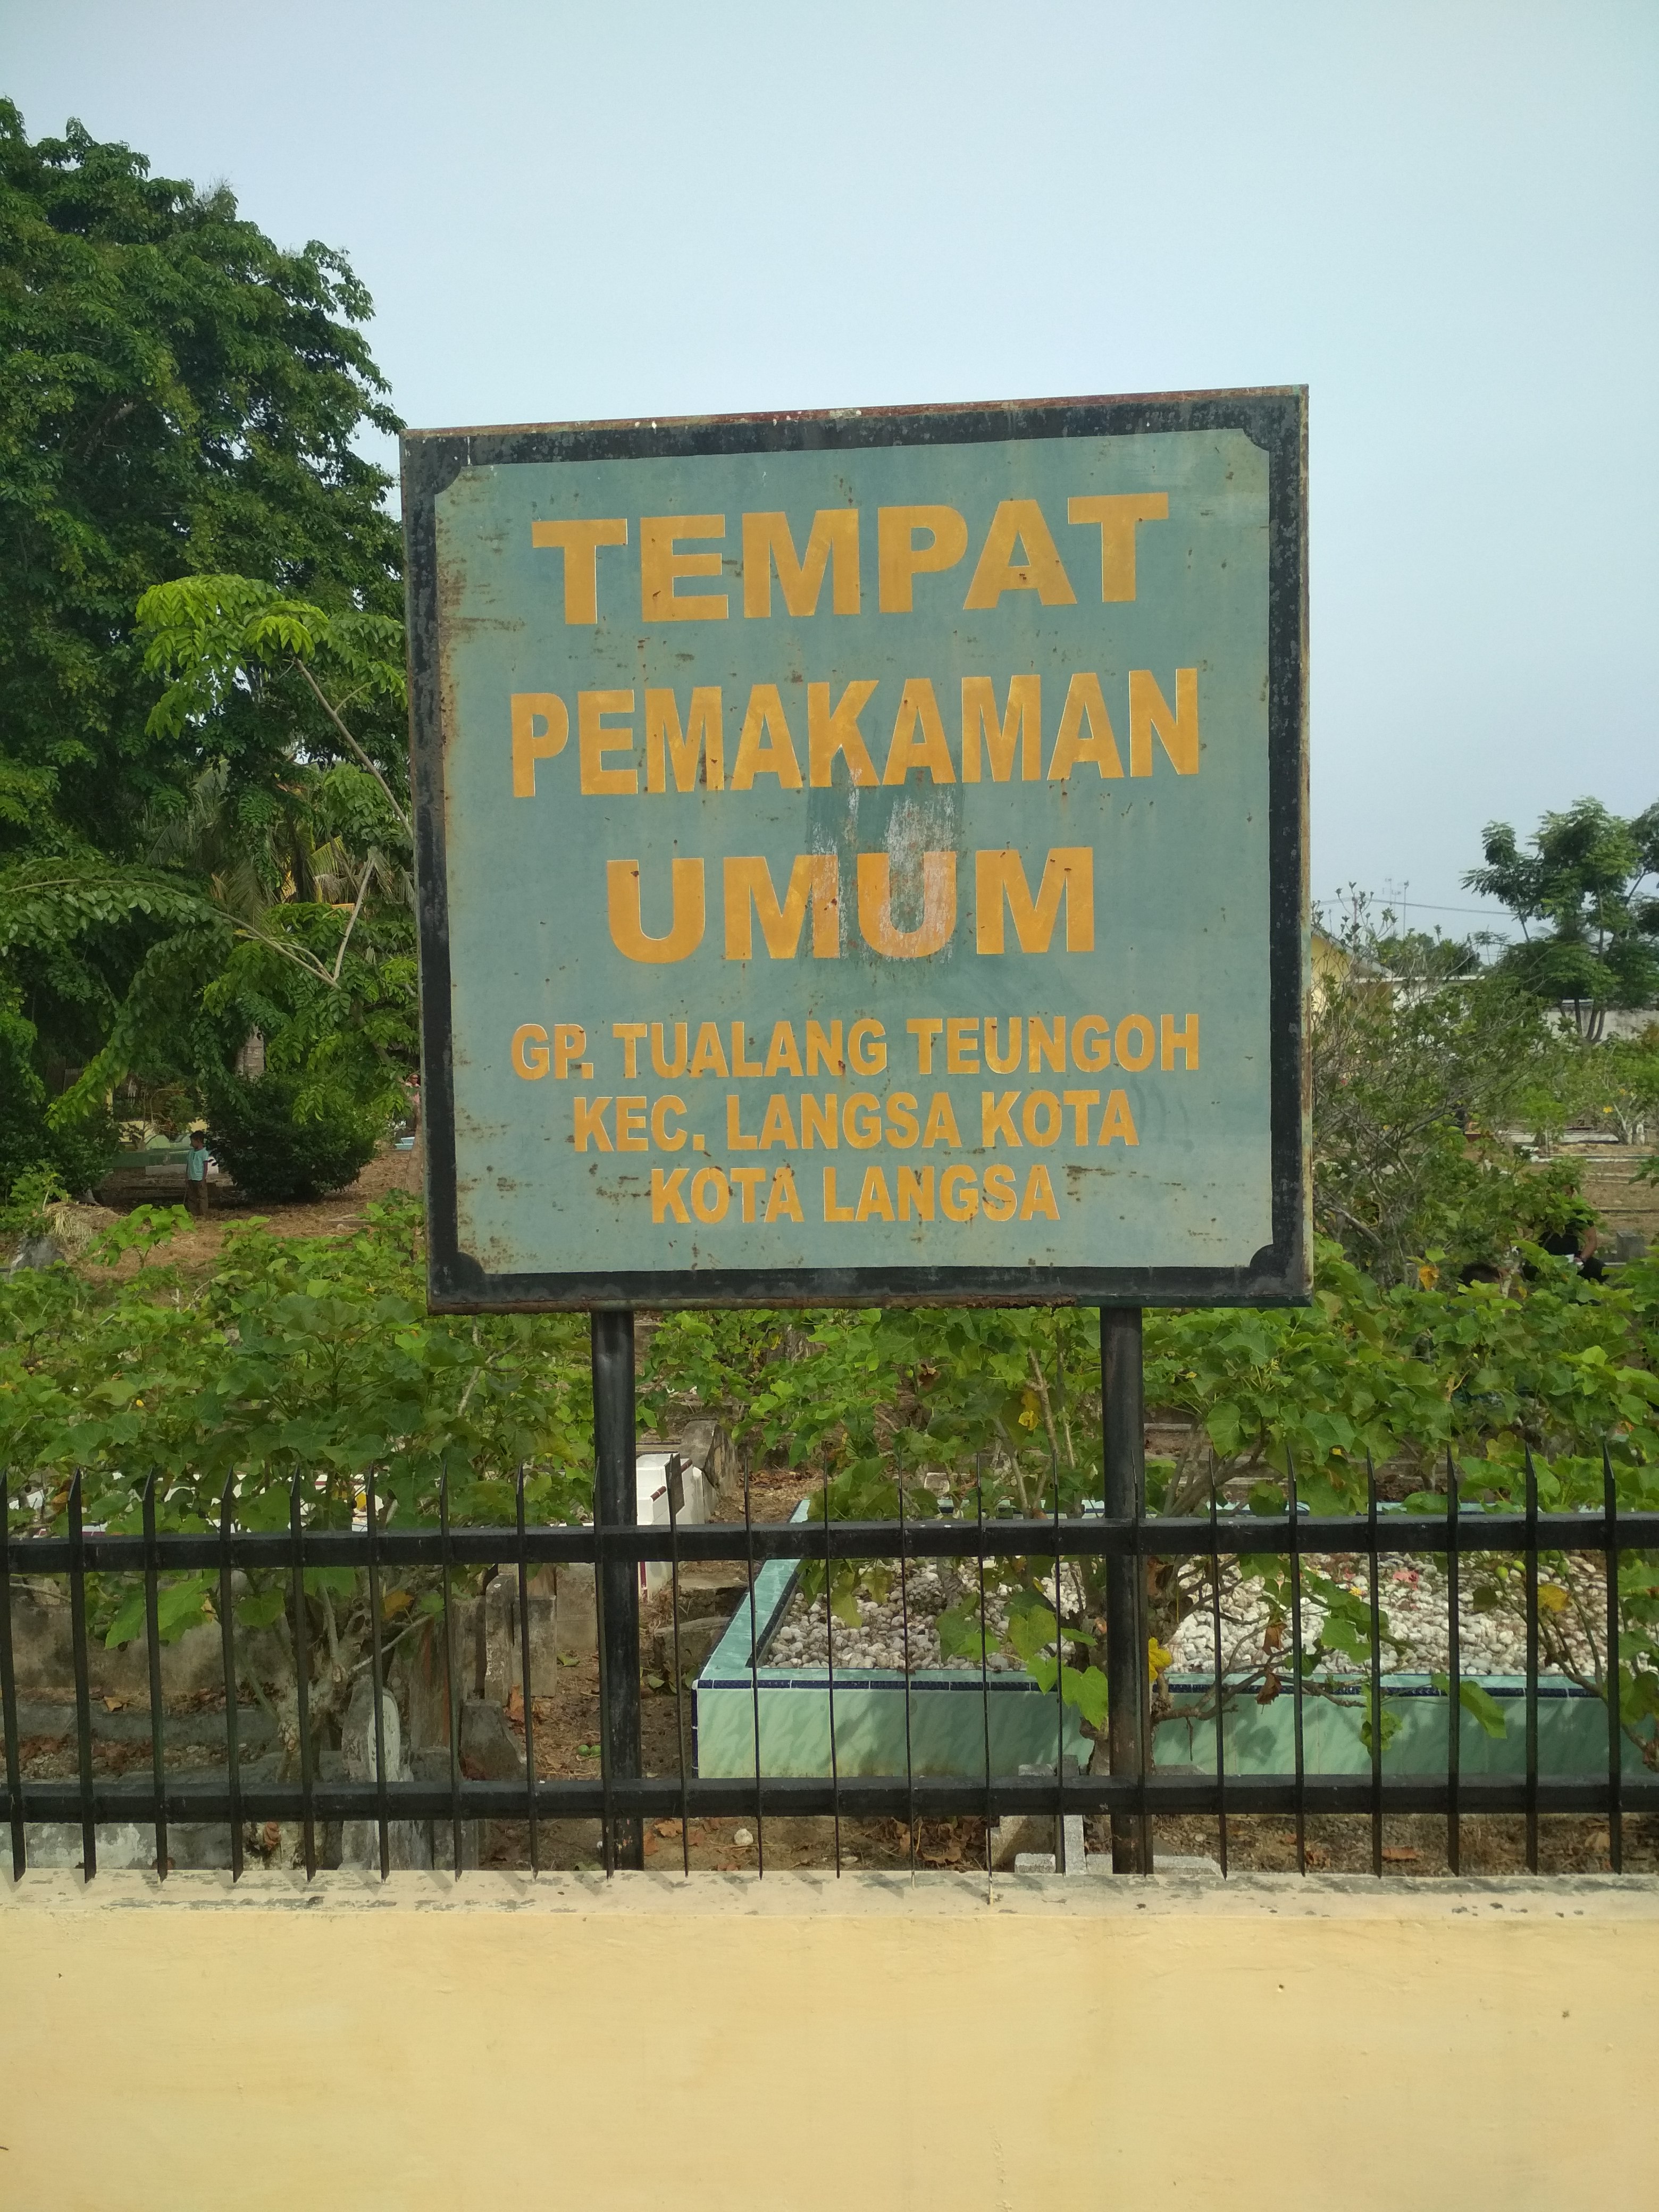 TEMPAT
PEMAKAMAN
UMUM
GP. TUALANG TEUNGOH
KEC. LANGSA KOTA
KOTA LANGSA